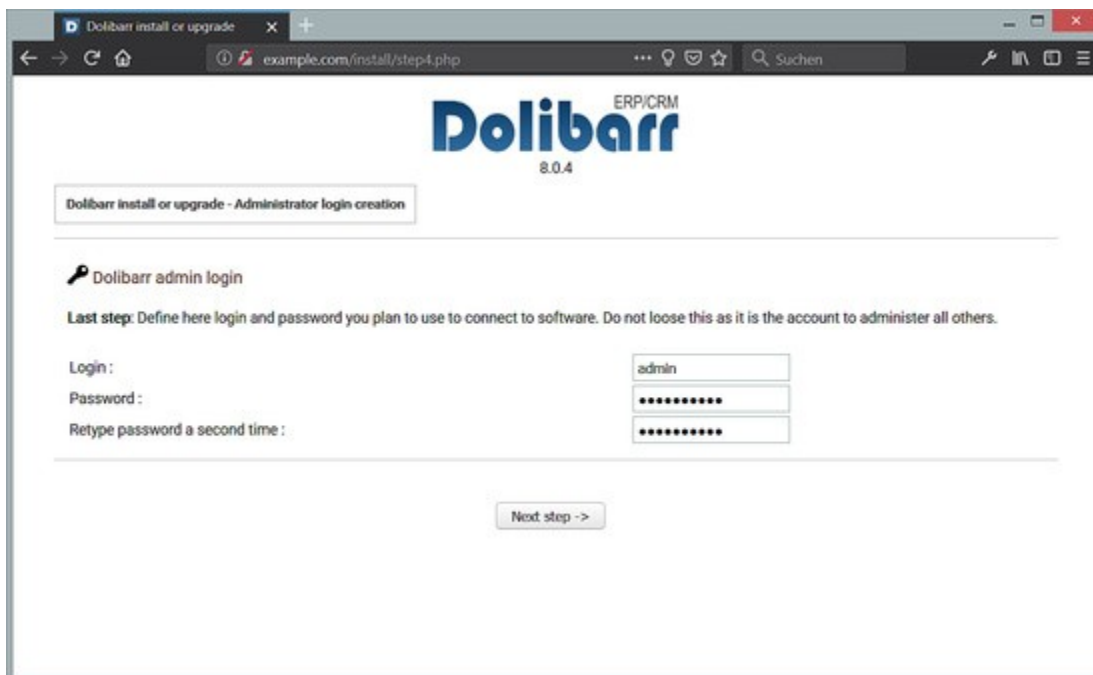 Dolibarr install or upgrade
example.com/install/step4.php
Suchen
Dolibarr ERP/CRM
8.0.4
Dolibarr install or upgrade - Administrator login creation
Dolibarr admin login
Last step: Define here login and password you plan to use to connect to software. Do not loose this as it is the account to administer all others.
Login :
admin
Password :
••••••••••
Retype password a second time :
••••••••••
Next step ->